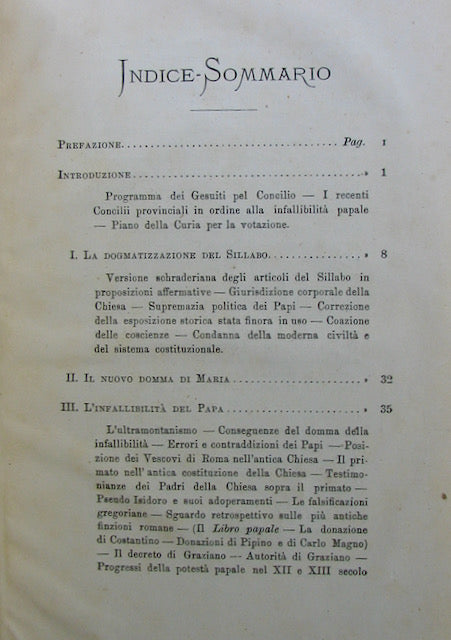 INDICE-SOMMARIO
PREFAZIONE. . . . . . . . . . . . . . . . . . . . . . . . . . . . . . . . . Pag. I
INTRODUZIONE . . . . . . . . . . . . . . . . . . . . . . . . . . . . . . . . . » 1
Programma dei Gesuiti pel Concilio — I recenti
Concilii provinciali in ordine alla infallibilità papale
— Piano della Curia per la votazione.
I. LA DOGMATIZZAZIONE DEL SILLABO. . . . . . . . . . . . . » 8
Versione schraderiana degli articoli del Sillabo in
proposizioni affermative — Giurisdizione corporale della
Chiesa — Supremazia politica dei Papi — Correzione
della esposizione storica stata finora in uso — Coazione
delle coscienze — Condanna della moderna civiltà e
del sistema costituzionale.
II. IL NUOVO DOMMA DI MARIA . . . . . . . . . . . . . . . . . . . » 32
III. L'INFALLIBILITÀ DEL PAPA . . . . . . . . . . . . . . . . . . . . » 35
L'ultramontanismo — Conseguenze del domma della
infallibilità — Errori e contraddizioni dei Papi — Posi-
zione dei Vescovi di Roma nell'antica Chiesa — Il pri-
mato nell'antica costituzione della Chiesa — Testimo-
nianze dei Padri della Chiesa sopra il primato —
Pseudo Isidoro e suoi adoperamenti — Le falsificazioni
gregoriane — Sguardo retrospettivo sulle più antiche
finzioni romane — (Il Libro papale — La donazione
di Costantino — Donazioni di Pipino e di Carlo Magno)
— Il decreto di Graziano — Autorità di Graziano —
Progressi della potestà papale nel XII e XIII secolo